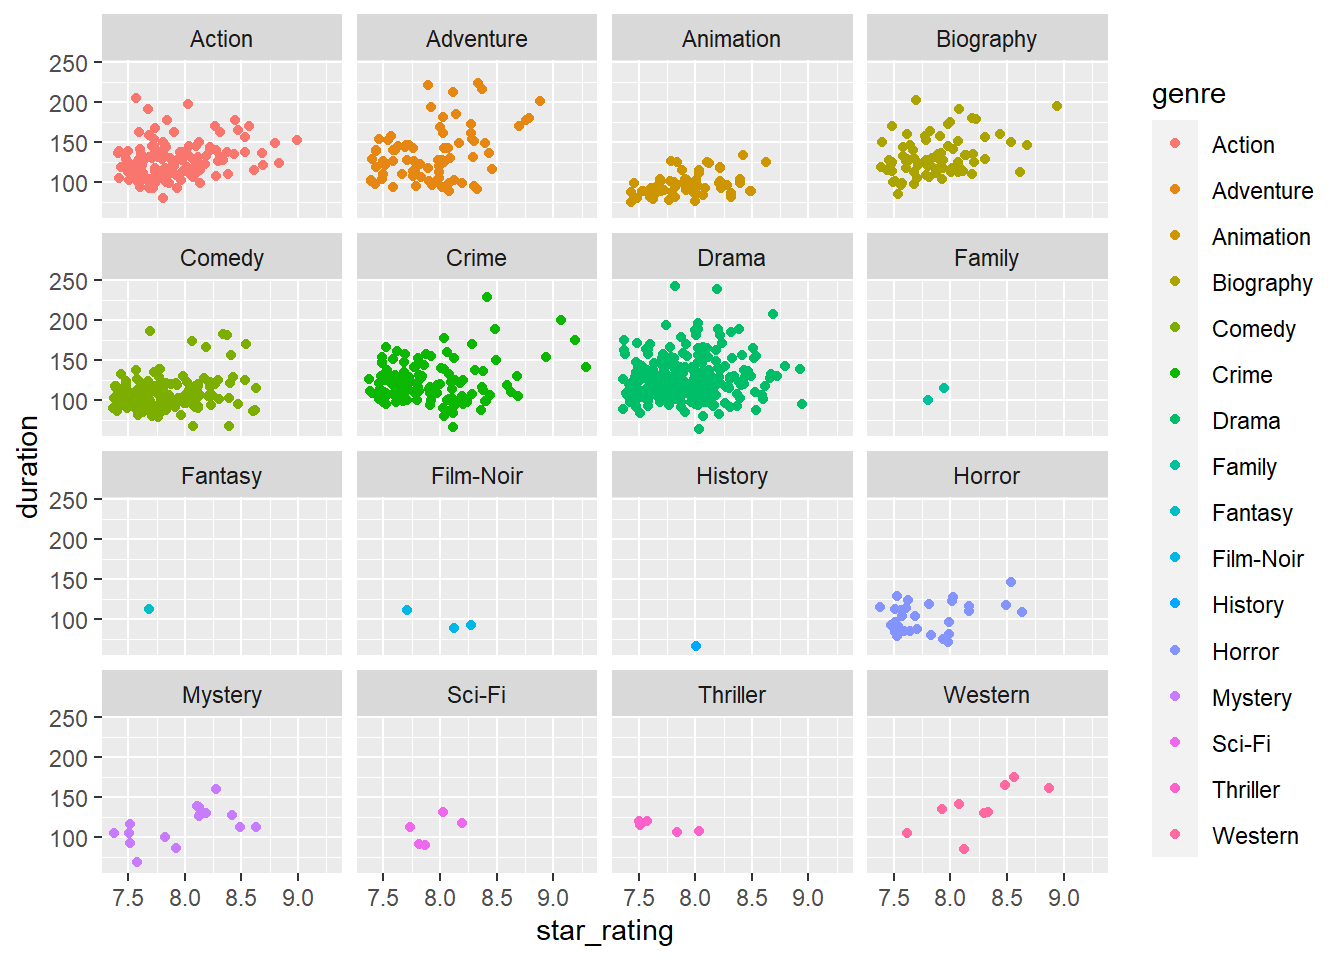 Action Adventure Animation Biography
250
200
150
100
Comedy Crime Drama Family
250
200
150
100
Fantasy Film-Noir History Horror
250
200
150
100
Mystery Sci-Fi Thriller Western
250
200
150
100
7.5 8.0 8.5 9.0 7.5 8.0 8.5 9.0 7.5 8.0 8.5 9.0 7.5 8.0 8.5 9.0
star_rating
duration
genre
Action
Adventure
Animation
Biography
Comedy
Crime
Drama
Family
Fantasy
Film-Noir
History
Horror
Mystery
Sci-Fi
Thriller
Western